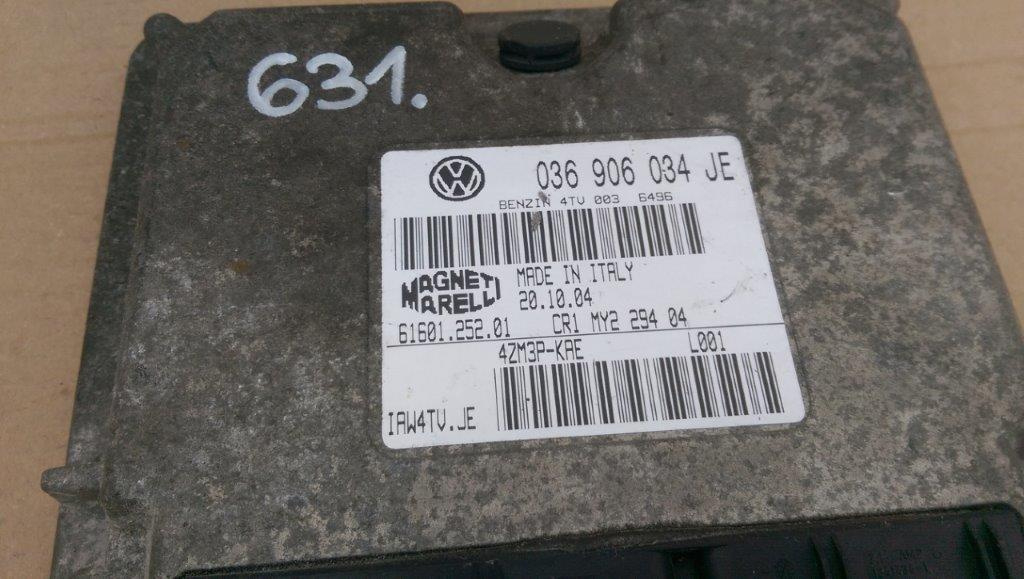 631.
036 906 034 JE
BENZIN 4TV 003 6496
MAGNETI MARELLI
MADE IN ITALY
20.10.04
61601.252.01 CR1 MY2 294 04
4ZM3P-KAE L001
IAW4TV.JE